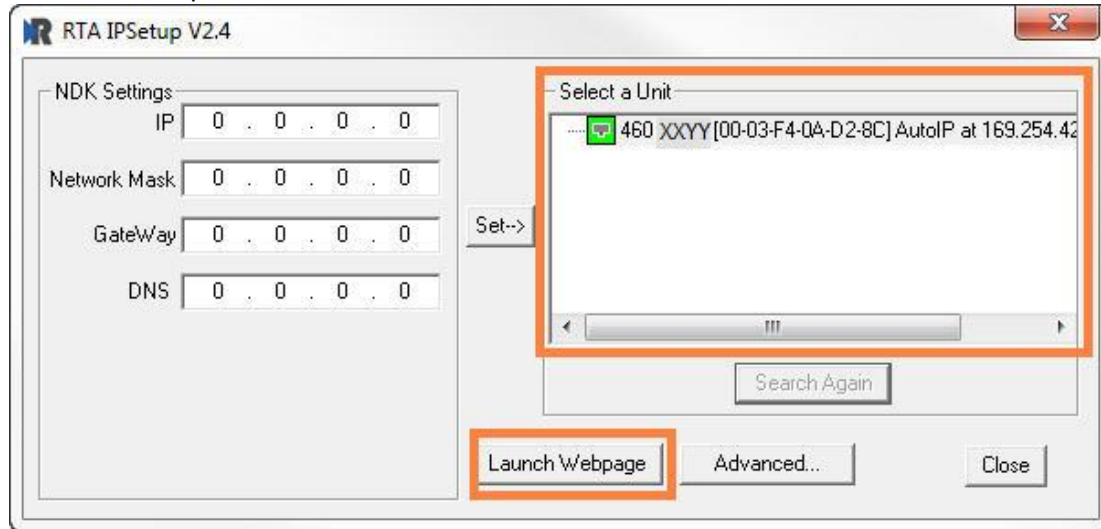 RTA IPSetup V2.4
NDK Settings
IP 0 . 0 . 0 . 0
Network Mask 0 . 0 . 0 . 0
GateWay 0 . 0 . 0 . 0
DNS 0 . 0 . 0 . 0
Set-->
Select a Unit
460 XXYY [00-03-F4-0A-D2-8C] AutoIP at 169.254.42
Search Again
Launch Webpage
Advanced...
Close